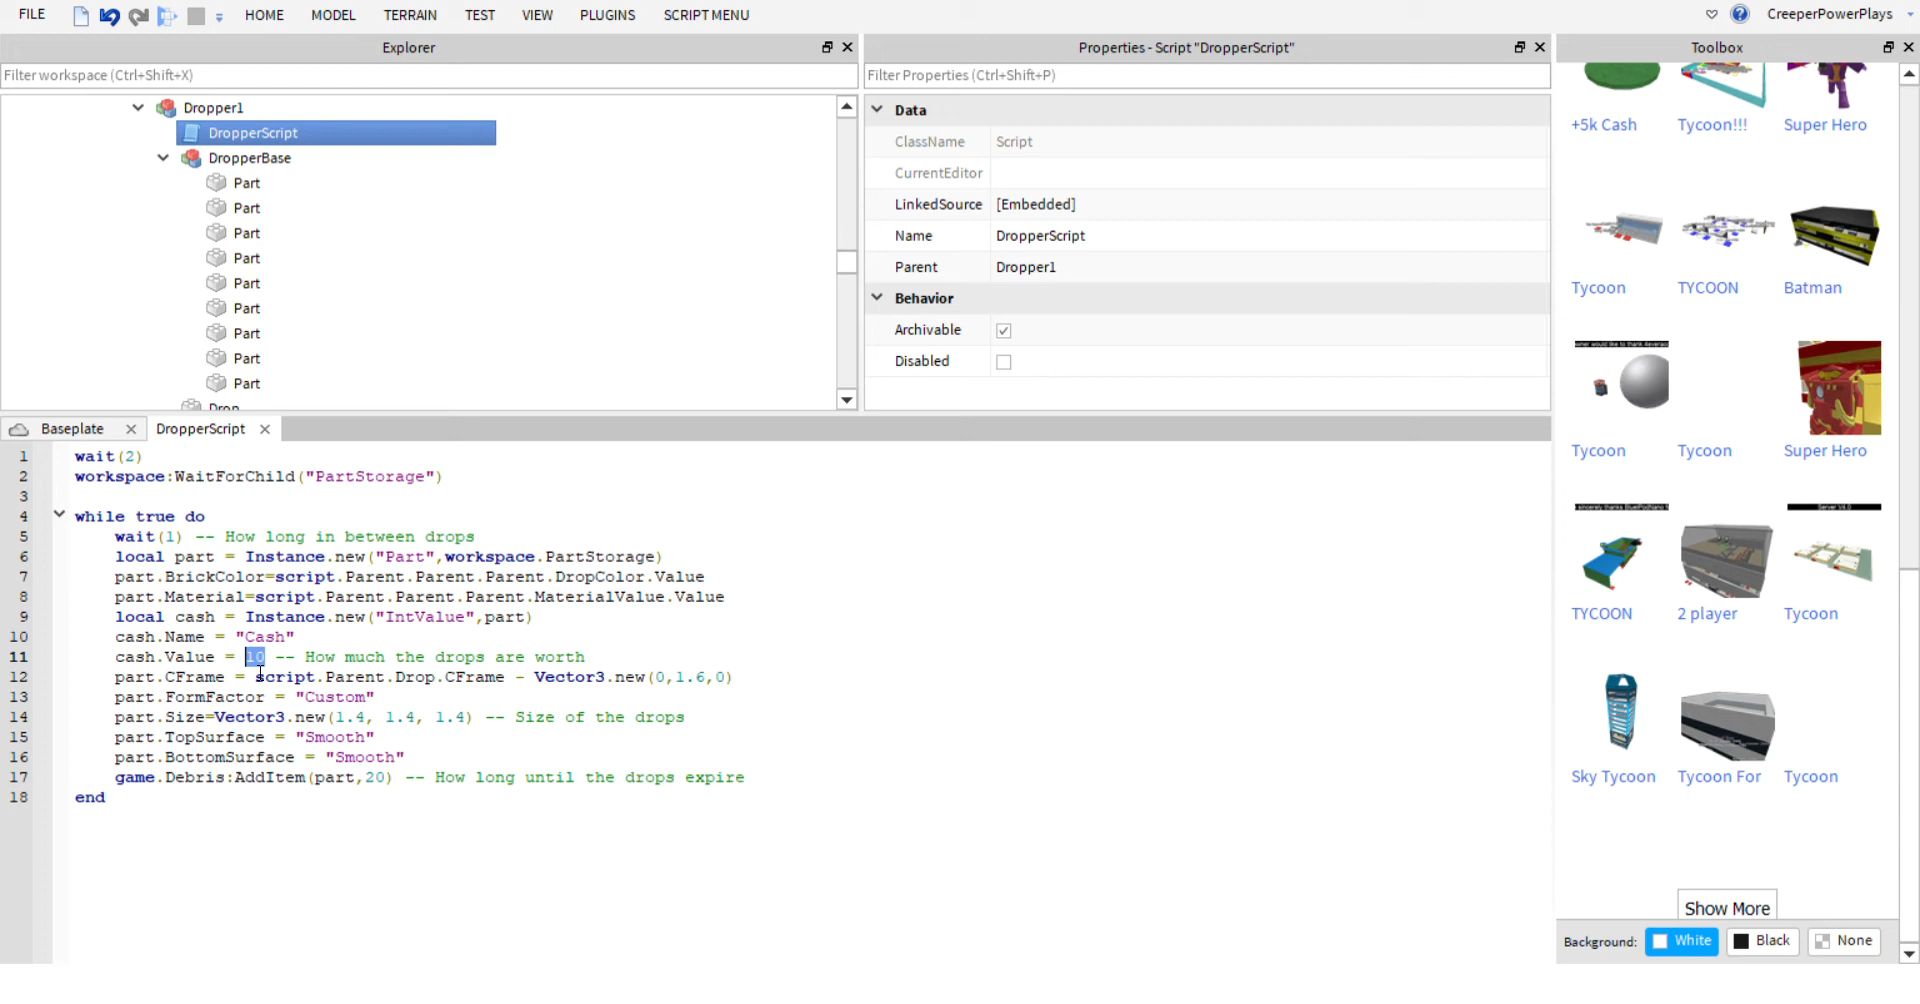 FILE
HOME
MODEL
TERRAIN
TEST
VIEW
PLUGINS
SCRIPT MENU
CreeperPowerPlays
Explorer
Filter workspace (Ctrl+Shift+X)
Dropper1
DropperScript
DropperBase
Part
Part
Part
Part
Part
Part
Part
Part
Part
Drop
Properties - Script "DropperScript"
Filter Properties (Ctrl+Shift+P)
Data
ClassName Script
CurrentEditor
LinkedSource [Embedded]
Name DropperScript
Parent Dropper1
Behavior
Archivable
Disabled
Toolbox
+5k Cash Tycoon!!! Super Hero
Tycoon TYCOON Batman
Tycoon Tycoon Super Hero
Server V4.0
TYCOON 2 player Tycoon
Sky Tycoon Tycoon For Tycoon
Show More
Background: White Black None
Baseplate
DropperScript
1 wait(2)
2 workspace:WaitForChild("PartStorage")
3
4 while true do
5 wait(1) -- How long in between drops
6 local part = Instance.new("Part",workspace.PartStorage)
7 part.BrickColor=script.Parent.Parent.Parent.DropColor.Value
8 part.Material=script.Parent.Parent.Parent.MaterialValue.Value
9 local cash = Instance.new("IntValue",part)
10 cash.Name = "Cash"
11 cash.Value = 10 -- How much the drops are worth
12 part.CFrame = script.Parent.Drop.CFrame - Vector3.new(0,1.6,0)
13 part.FormFactor = "Custom"
14 part.Size=Vector3.new(1.4, 1.4, 1.4) -- Size of the drops
15 part.TopSurface = "Smooth"
16 part.BottomSurface = "Smooth"
17 game.Debris:AddItem(part,20) -- How long until the drops expire
18 end